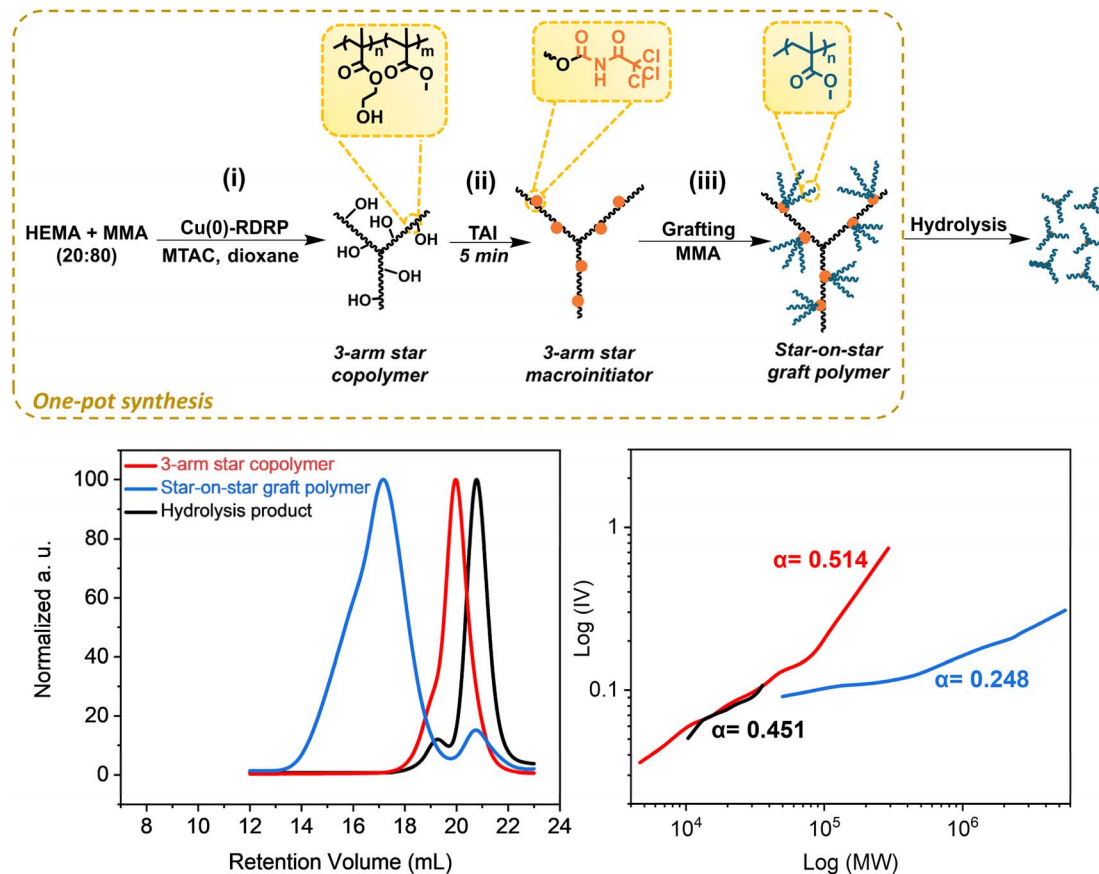 n
m
O
O
O
O
OH
O
O
O
N
H
Cl
Cl
Cl
n
O
O
(i)
(ii)
(iii)
HEMA + MMA
(20:80)
Cu(0)-RDRP
MTAC, dioxane
OH
HO
OH
HO
OH
HO
TAI
5 min
Grafting
MMA
Hydrolysis
3-arm star
copolymer
3-arm star
macroinitiator
Star-on-star
graft polymer
One-pot synthesis
3-arm star copolymer
Star-on-star graft polymer
Hydrolysis product
Normalized a. u.
100
80
60
40
20
0
8 10 12 14 16 18 20 22 24
Retention Volume (mL)
Log (IV)
1
0.1
α= 0.514
α= 0.248
α= 0.451
10⁴ 10⁵ 10⁶
Log (MW)